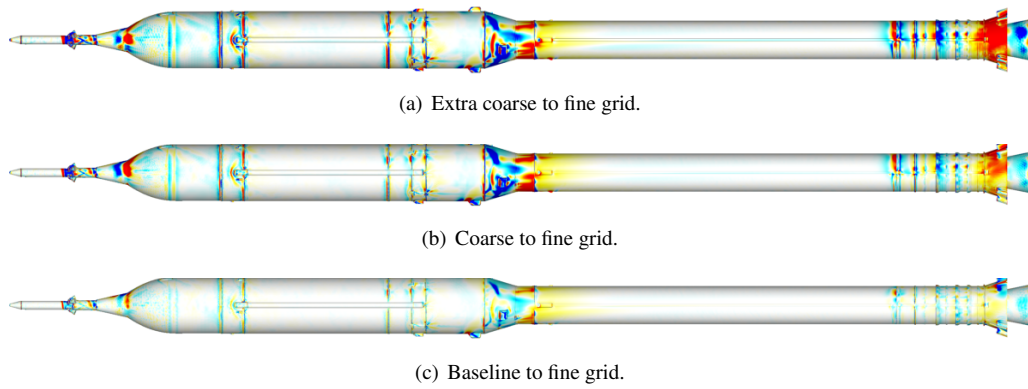 (a) Extra coarse to fine grid.
(b) Coarse to fine grid.
(c) Baseline to fine grid.